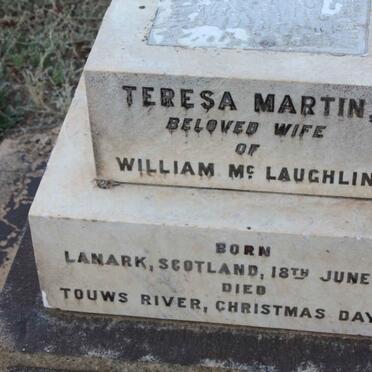 TERESA MARTIN,
BELOVED WIFE
OF
WILLIAM Mc LAUGHLIN
BORN
LANARK, SCOTLAND, 18TH JUNE
DIED
TOUWS RIVER, CHRISTMAS DAY